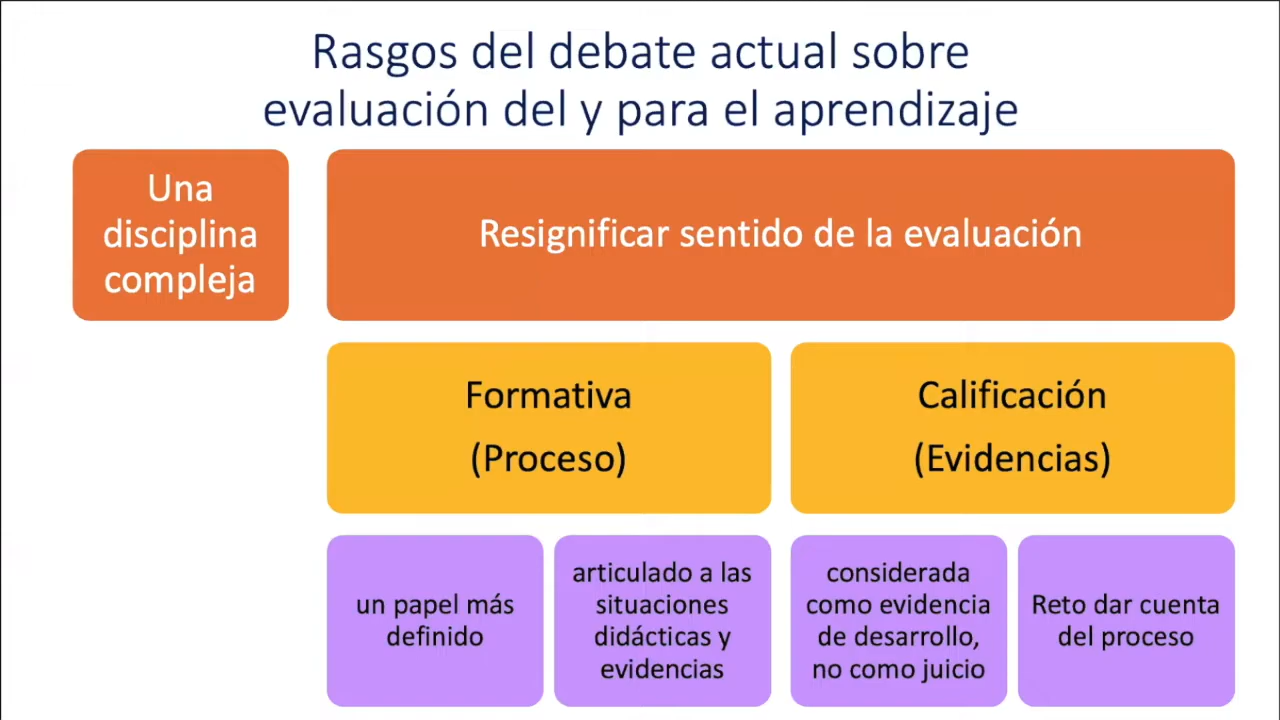 Rasgos del debate actual sobre
evaluación del y para el aprendizaje
Una
disciplina
compleja
Resignificar sentido de la evaluación
Formativa
(Proceso)
Calificación
(Evidencias)
un papel más
definido
articulado a las
situaciones
didácticas y
evidencias
considerada
como evidencia
de desarrollo,
no como juicio
Reto dar cuenta
del proceso